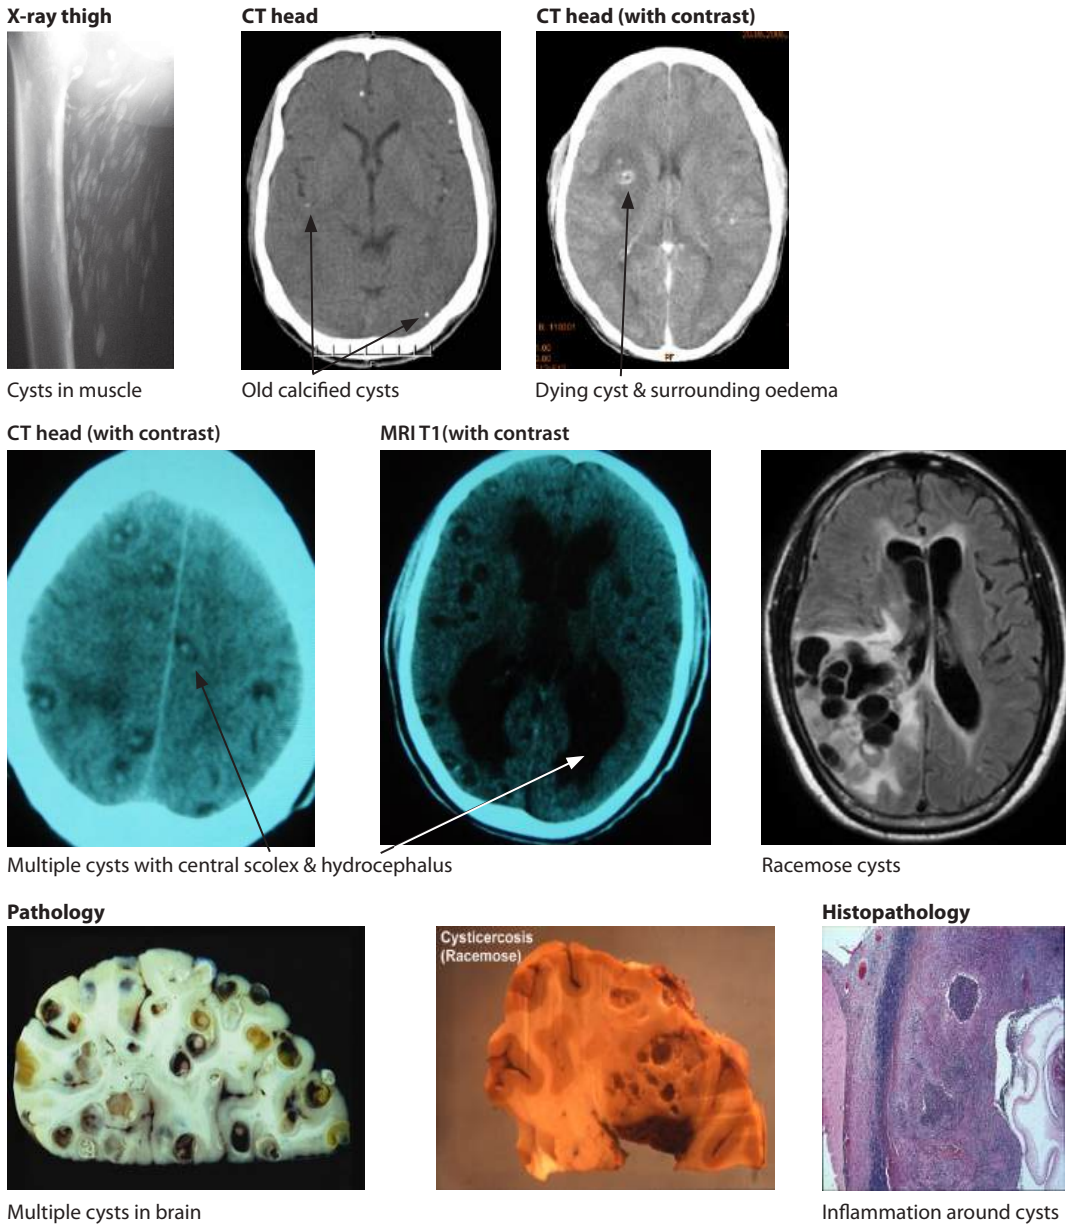 X-ray thigh
CT head
CT head (with contrast)
Cysts in muscle
Old calcified cysts
Dying cyst & surrounding oedema
CT head (with contrast)
MRI T1(with contrast
Multiple cysts with central scolex & hydrocephalus
Racemose cysts
Pathology
Histopathology
Cysticercosis
(Racemose)
Multiple cysts in brain
Inflammation around cysts